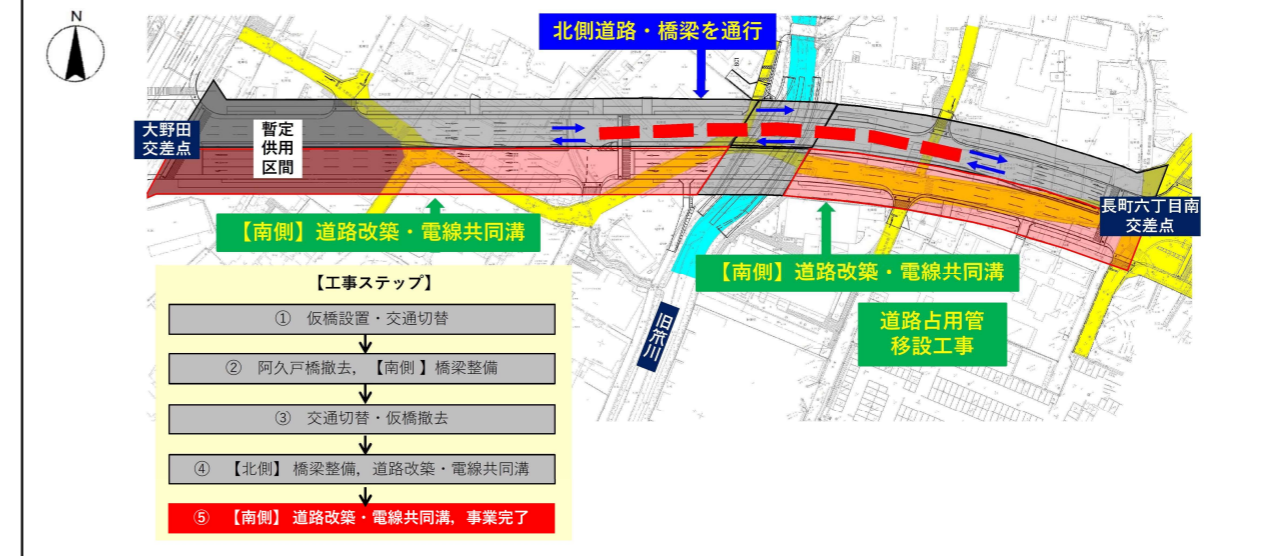 N
北側道路・橋梁を通行
大野田
交差点
暫定
供用
区間
長町六丁目南
交差点
【南側】道路改築・電線共同溝
【南側】道路改築・電線共同溝
旧笊川
道路占用管
移設工事
【工事ステップ】
① 仮橋設置・交通切替
② 阿久戸橋撤去，【南側】橋梁整備
③ 交通切替・仮橋撤去
④ 【北側】橋梁整備，道路改築・電線共同溝
⑤ 【南側】道路改築・電線共同溝，事業完了